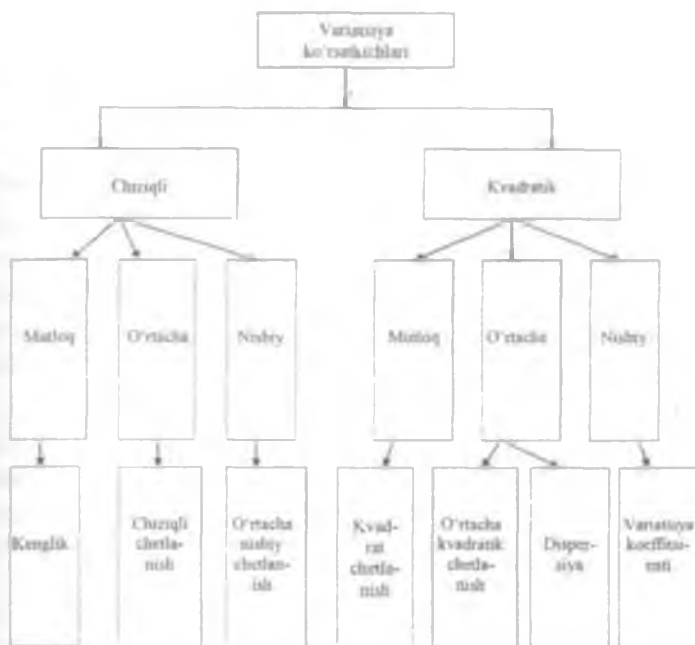 Variatsiya
ko'rsatkichlari
Chiziqli
Kvadratik
Mutloq
O'rtacha
Nisbiy
Mutloq
O'rtacha
Nisbiy
Kenglik
Chiziqli
chetla-
nish
O'rtacha
nisbiy
chetlan-
ish
Kvad-
rat
chetla-
nish
O'rtacha
kvadratik
chetla-
nish
Disper-
siya
Variatsiya
koeffitsi-
enti